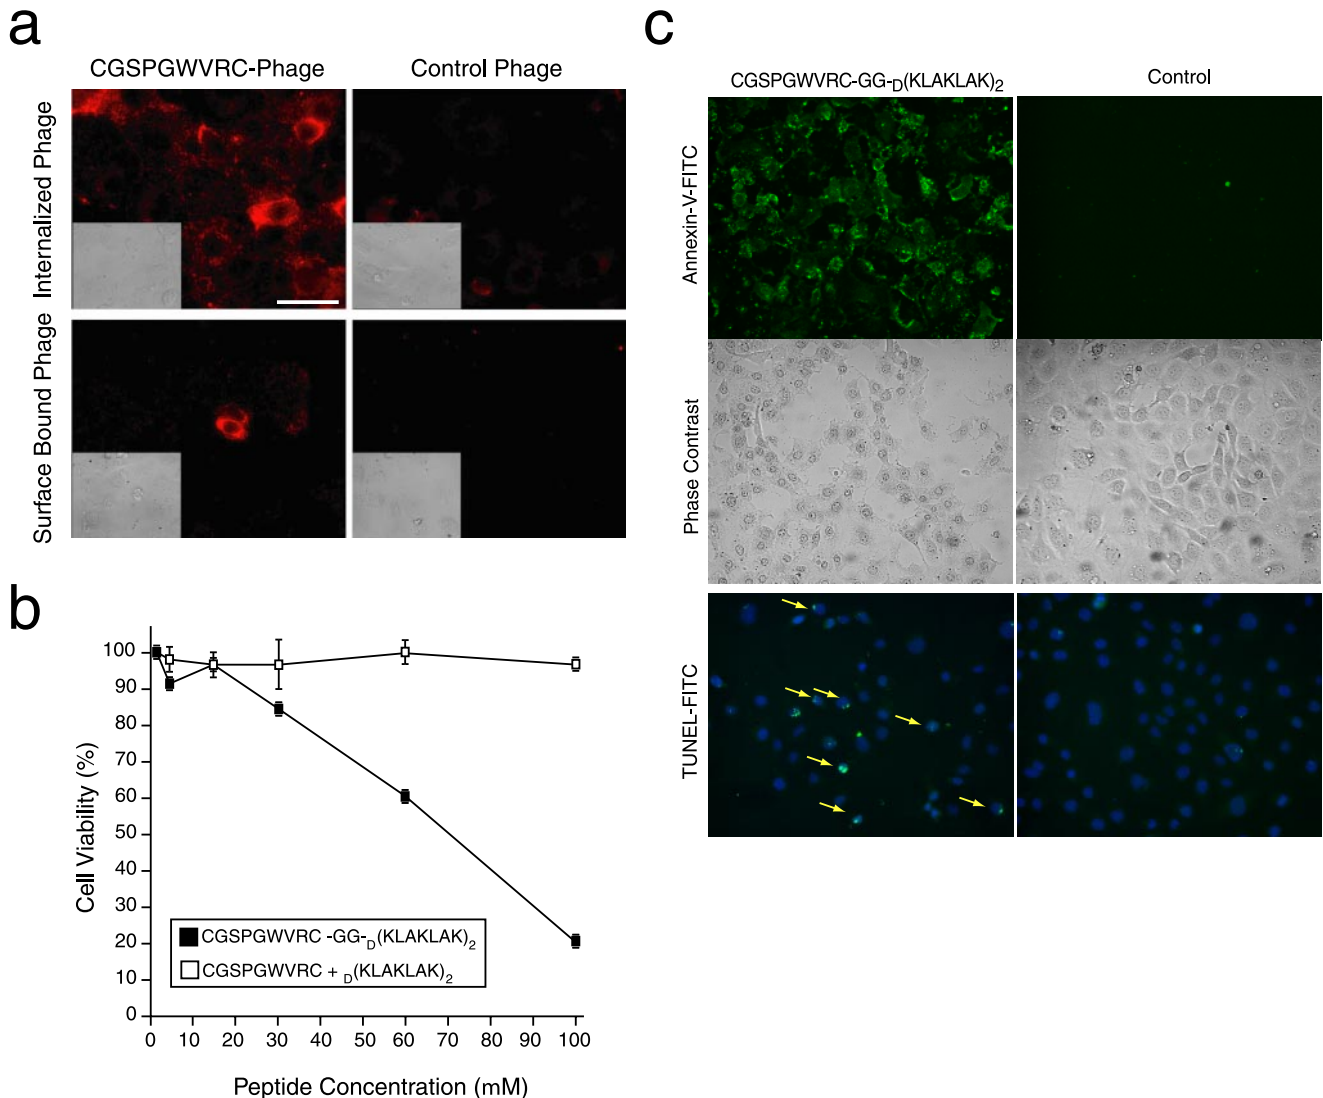 a
CGSPGWVRC-Phage
Control Phage
Internalized Phage
Surface Bound Phage
b
100
90
80
70
60
50
40
30
20
10
0
Cell Viability (%)
CGSPGWVRC -GG-D(KLAKLAK)2
CGSPGWVRC + D(KLAKLAK)2
0 10 20 30 40 50 60 70 80 90 100
Peptide Concentration (mM)
c
CGSPGWVRC-GG-D(KLAKLAK)2
Control
Annexin-V-FITC
Phase Contrast
TUNEL-FITC